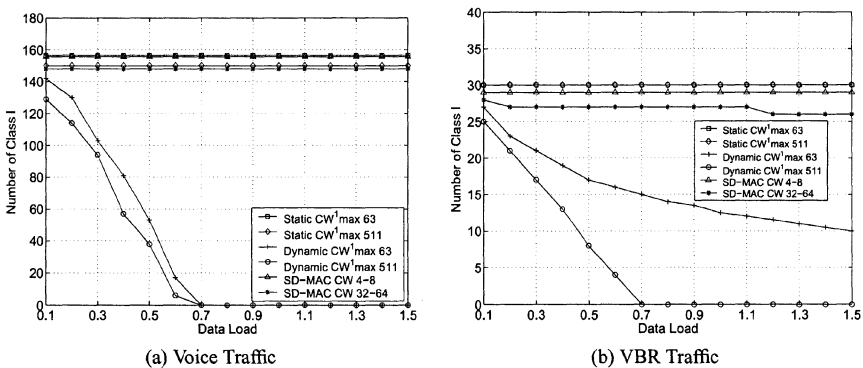 180
160
140
120
100
80
60
40
20
0
Number of Class I
0.1 0.3 0.5 0.7 0.9 1.1 1.3 1.5
Data Load
Static CW¹max 63
Static CW¹max 511
Dynamic CW¹max 63
Dynamic CW¹max 511
SD-MAC CW 4-8
SD-MAC CW 32-64
(a) Voice Traffic
40
35
30
25
20
15
10
5
0
Number of Class I
0.1 0.3 0.5 0.7 0.9 1.1 1.3 1.5
Data Load
Static CW¹max 63
Static CW¹max 511
Dynamic CW¹max 63
Dynamic CW¹max 511
SD-MAC CW 4-8
SD-MAC CW 32-64
(b) VBR Traffic